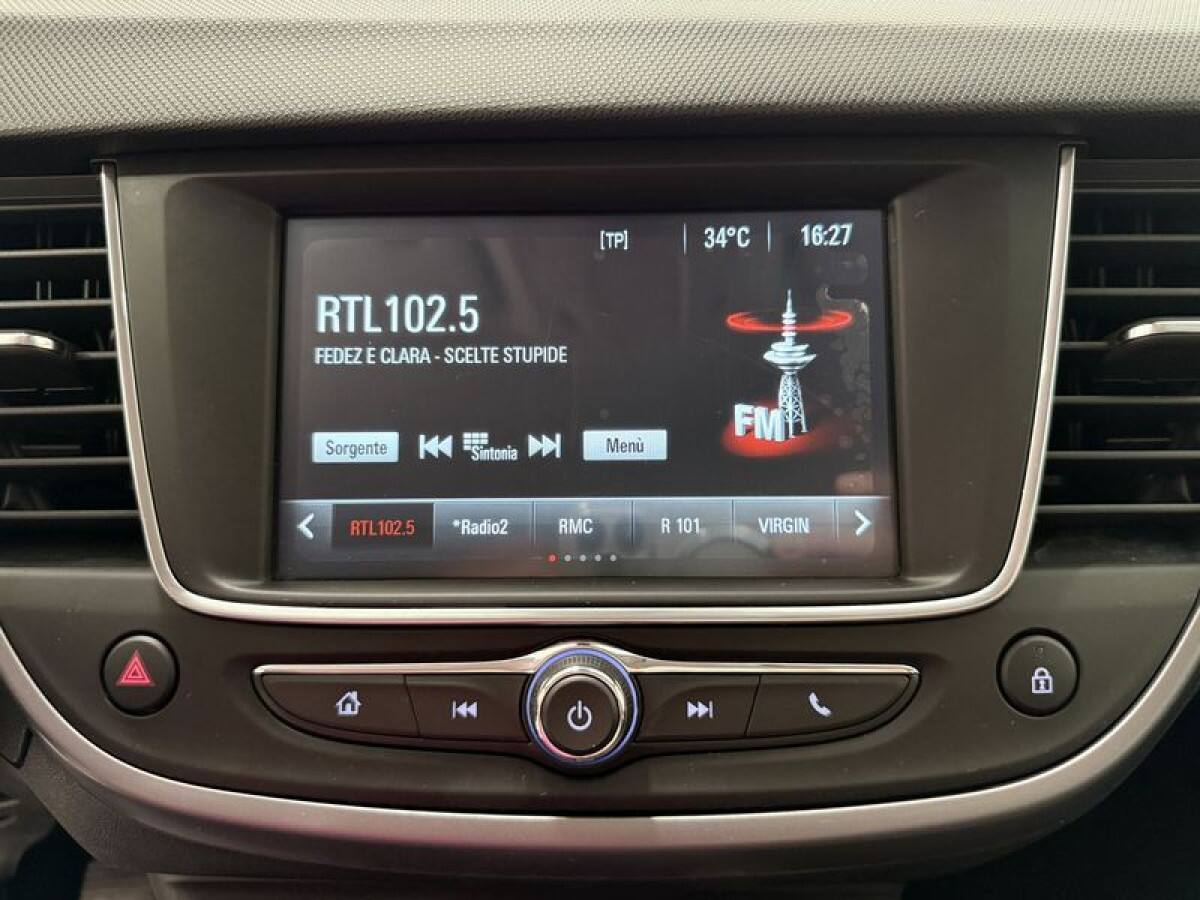 [TP] 34°C 16:27
RTL102.5
FEDEZ E CLARA - SCELTE STUPIDE
FM
Sorgente Sintonia Menù
RTL102.5 *Radio2 RMC R 101 VIRGIN